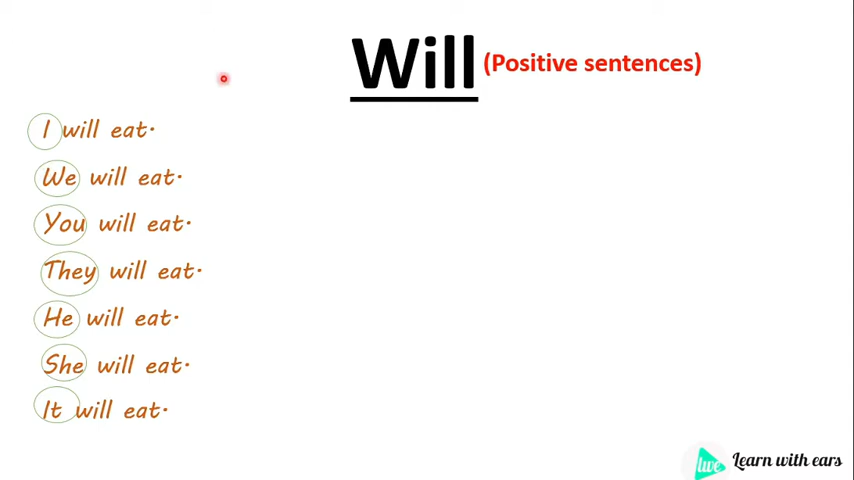 Will (Positive sentences)
I will eat.
We will eat.
You will eat.
They will eat.
He will eat.
She will eat.
It will eat.
live Learn with ears